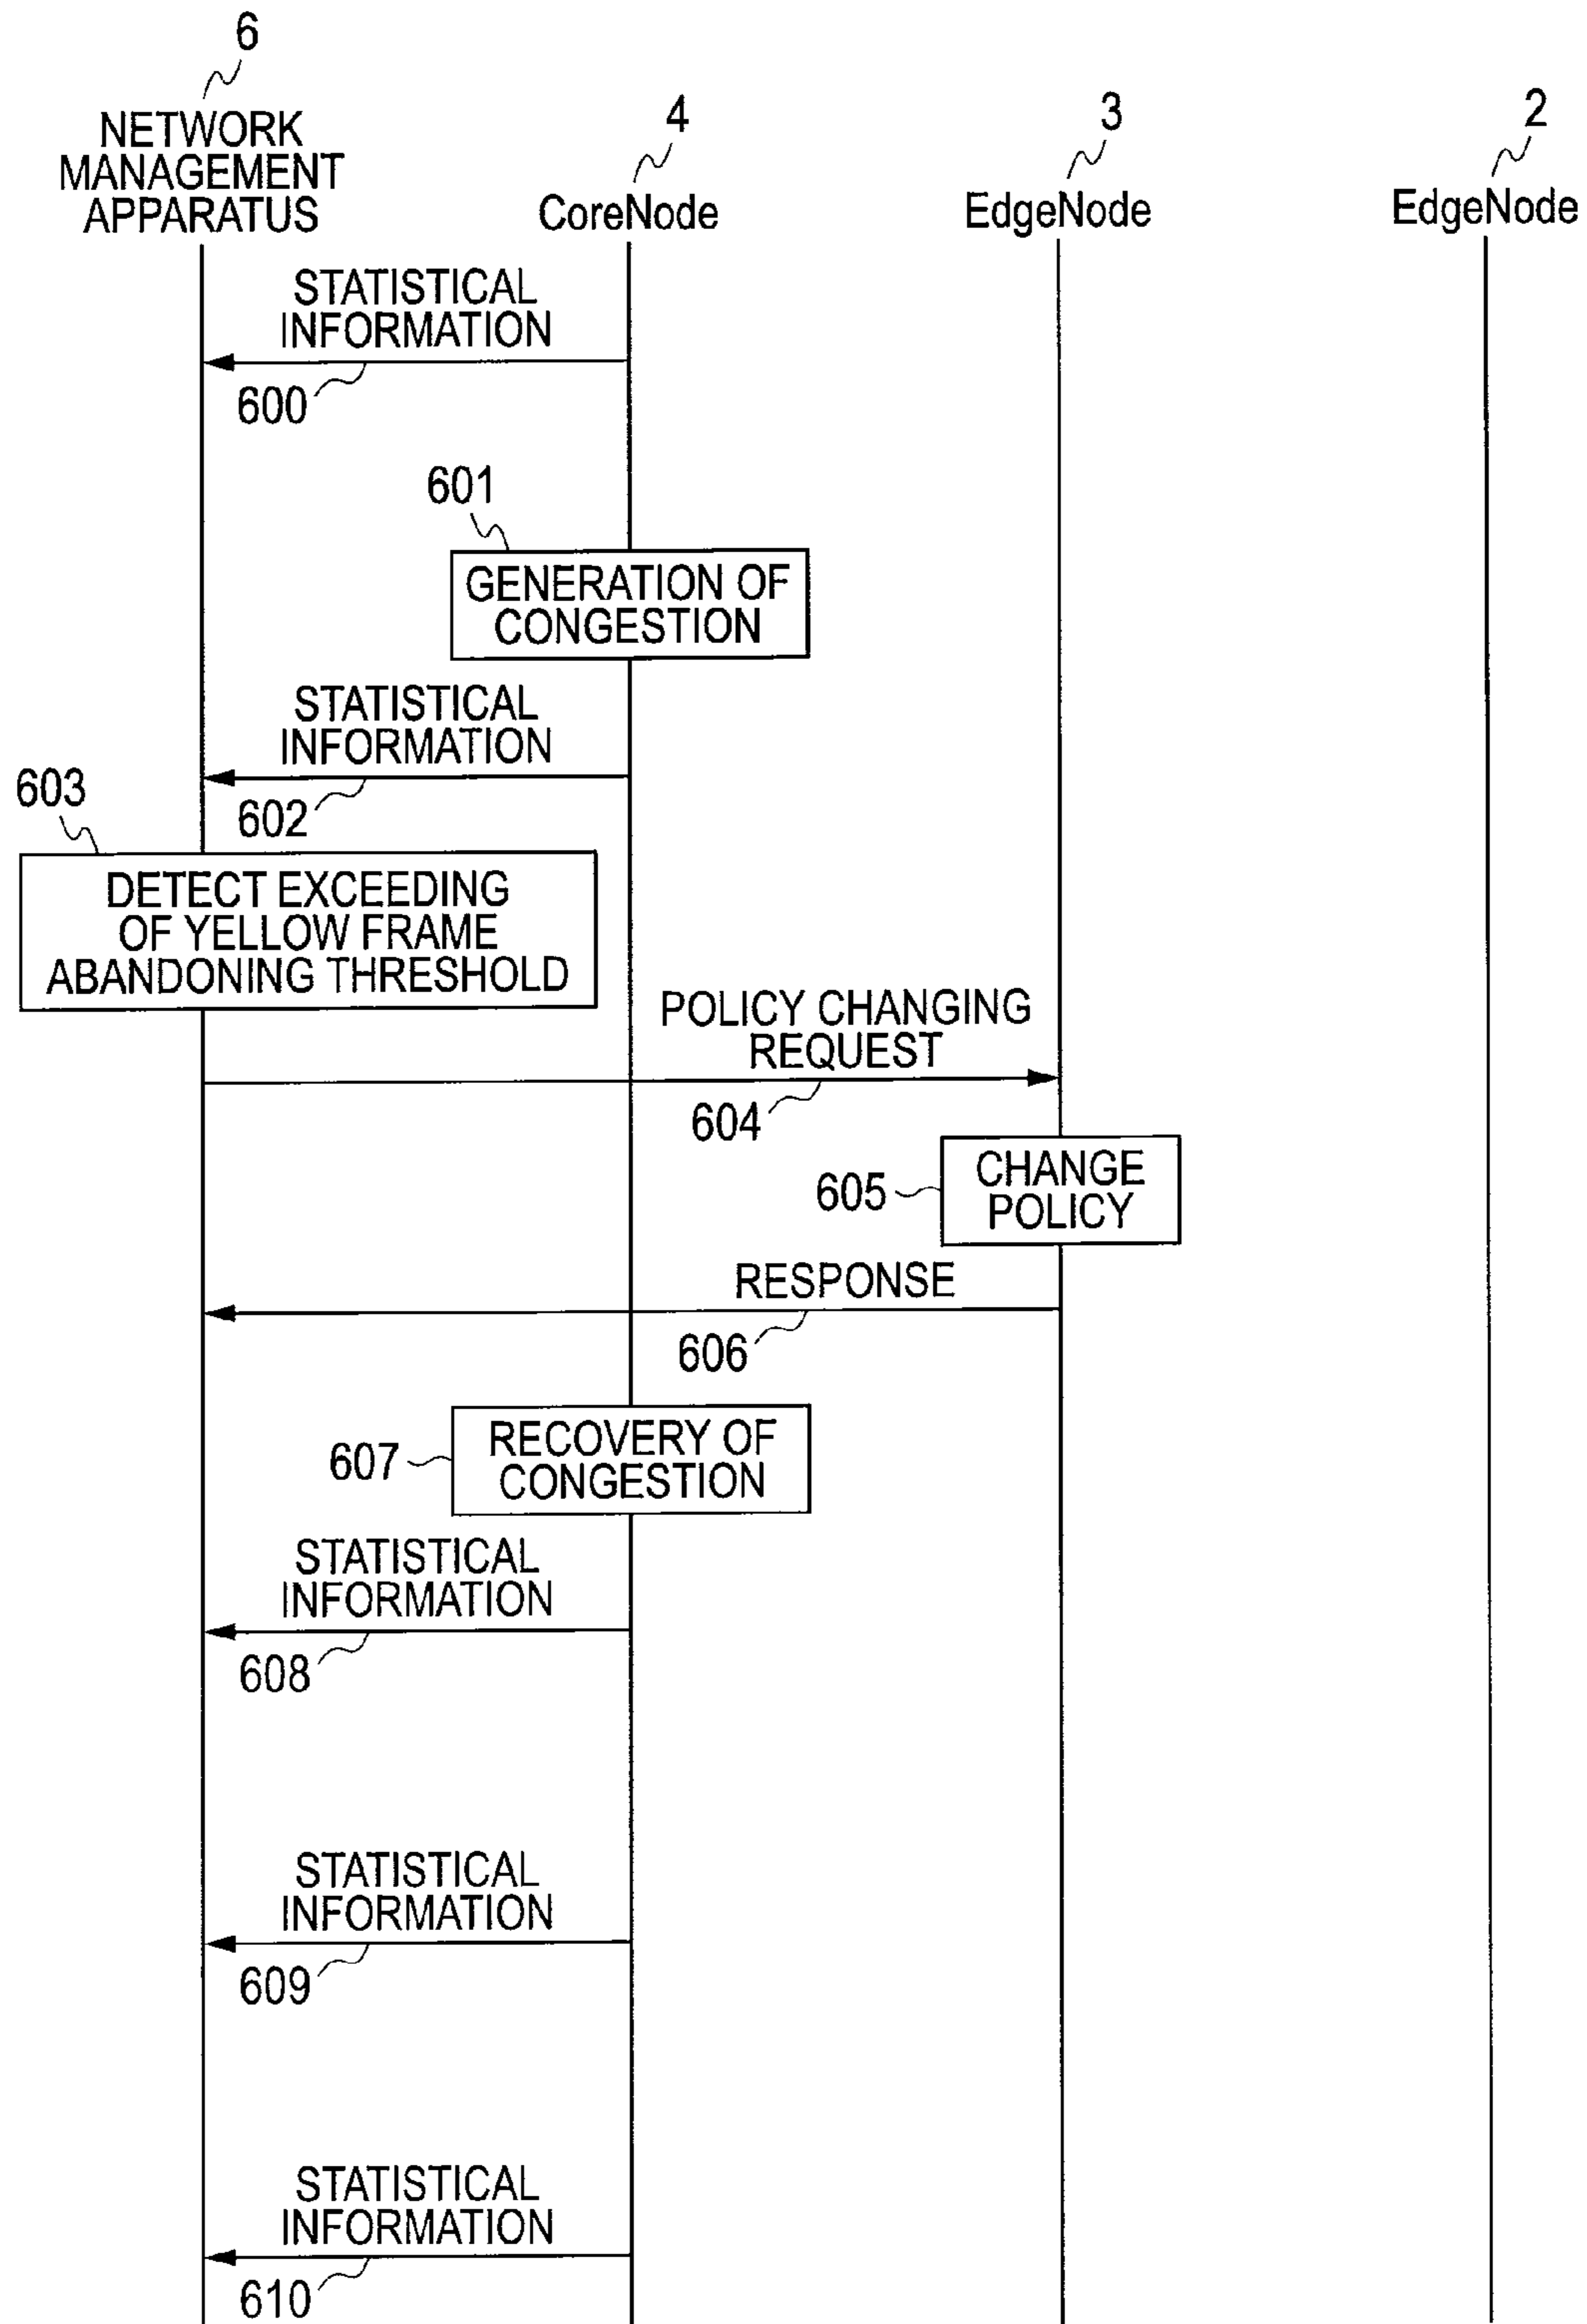 6
NETWORK
MANAGEMENT
APPARATUS
4
CoreNode
3
EdgeNode
2
EdgeNode
STATISTICAL
INFORMATION
600
601
GENERATION OF
CONGESTION
STATISTICAL
INFORMATION
602
603
DETECT EXCEEDING
OF YELLOW FRAME
ABANDONING THRESHOLD
POLICY CHANGING
REQUEST
604
605
CHANGE
POLICY
RESPONSE
606
607
RECOVERY OF
CONGESTION
STATISTICAL
INFORMATION
608
STATISTICAL
INFORMATION
609
STATISTICAL
INFORMATION
610